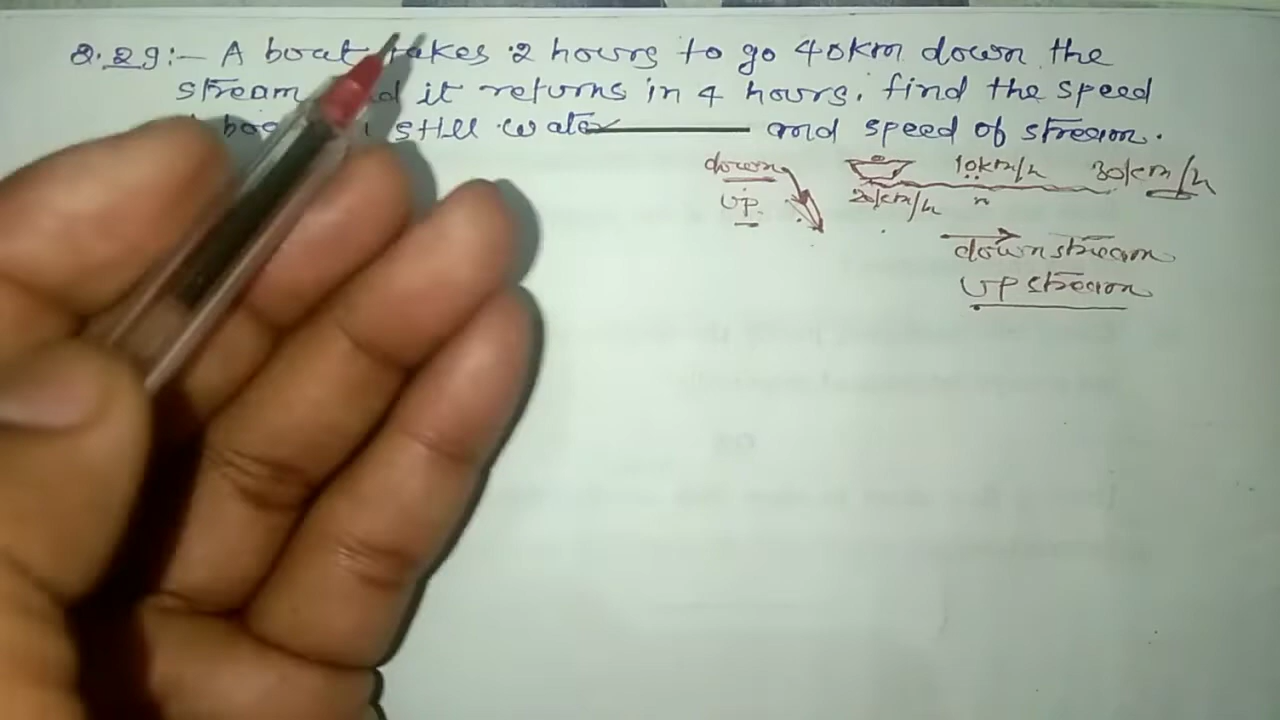 Q.29:- A boat takes 2 hours to go 40km down the
stream it returns in 4 hours. find the speed
still water ——— and speed of stream.
down 10km/h 30km/h
up. 20km/h n
downstream
upstream